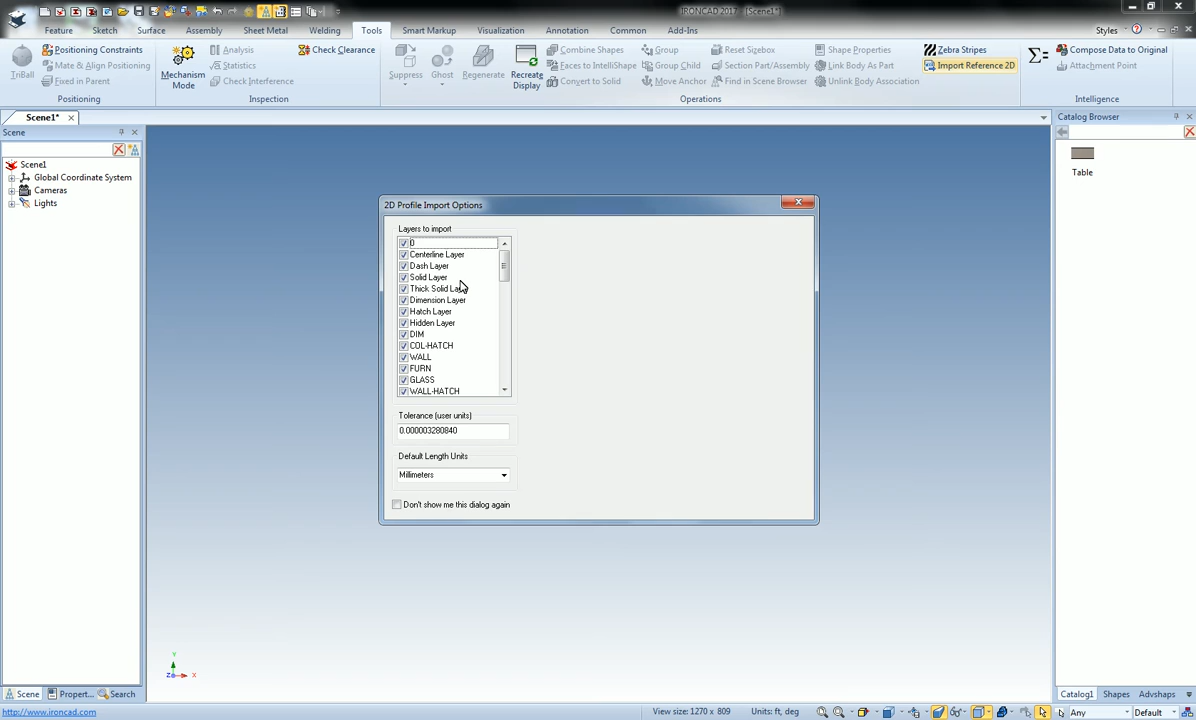 IRONCAD 2017 - [Scene1*]
Feature Sketch Surface Assembly Sheet Metal Tools Smart Markup Visualization Annotation Common Add-Ins Styles
TriBall
Positioning Constraints
Mate & Align Positioning
Fixed in Parent
Positioning
Mechanism Mode
Analysis
Statistics
Check Interference
Check Clearance
Inspection
Suppress
Ghost
Regenerate
Recreate Display
Combine Shapes
Faces to IntelliShape
Convert to Solid
Group
Group Child
Move Anchor
Reset Sizebox
Section Part/Assembly
Find in Scene Browser
Shape Properties
Link Body As Part
Unlink Body Association
Operations
Zebra Stripes
Import Reference 2D
Compose Data to Original
Attachment Point
Intelligence
Scene1*
Scene
Scene1
Global Coordinate System
Cameras
Lights
Catalog Browser
Table
2D Profile Import Options
Layers to import
0
Centerline Layer
Dash Layer
Solid Layer
Thick Solid Layer
Dimension Layer
Hatch Layer
Hidden Layer
DIM
COL-HATCH
WALL
FURN
GLASS
WALL-HATCH
Tolerance (user units)
0.000003280840
Default Length Units
Millimeters
Don't show me this dialog again
Y
Z
X
Scene Propert... Search
Catalog1 Shapes Advshaps
http://www.ironcad.com
View size: 1270 x 809 Units: ft, deg
Any
Default